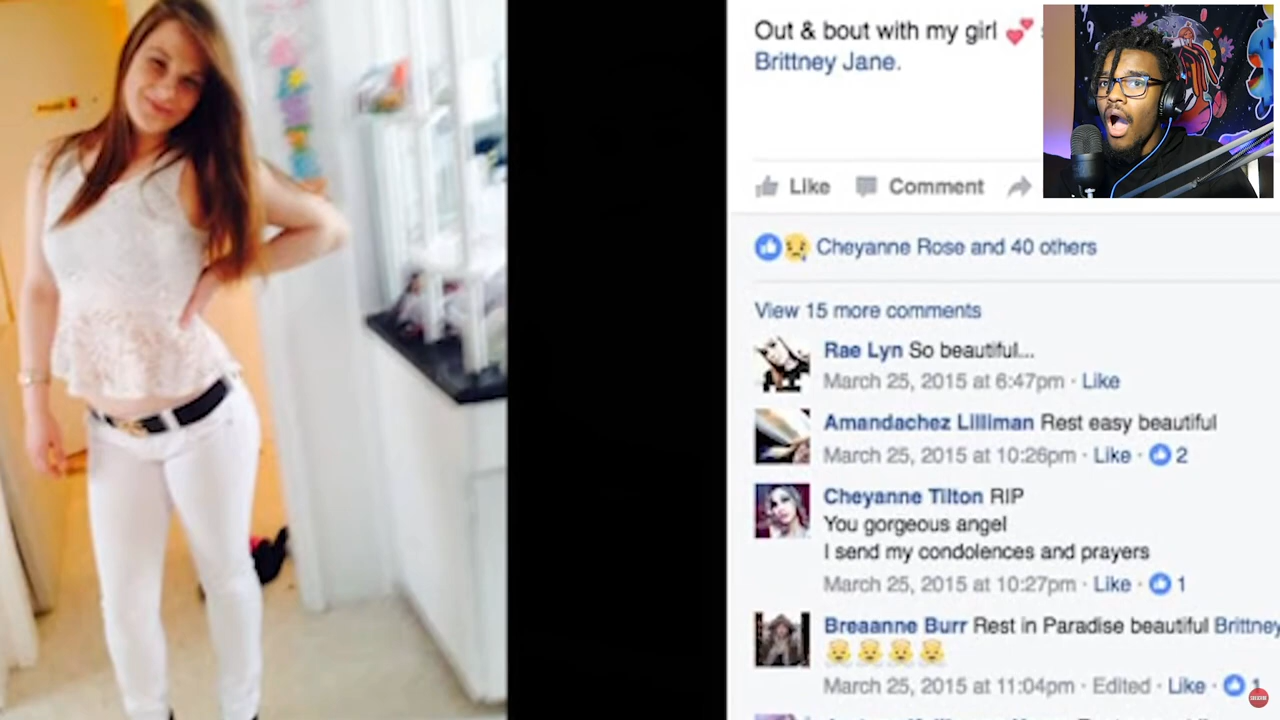 Out & bout with my girl 💕
Brittney Jane.
Like Comment
Cheyanne Rose and 40 others
View 15 more comments
Rae Lyn So beautiful...
March 25, 2015 at 6:47pm · Like
Amandachez Lilliman Rest easy beautiful
March 25, 2015 at 10:26pm · Like · 2
Cheyanne Tilton RIP
You gorgeous angel
I send my condolences and prayers
March 25, 2015 at 10:27pm · Like · 1
Breaanne Burr Rest in Paradise beautiful Brittney
March 25, 2015 at 11:04pm · Edited · Like · 1